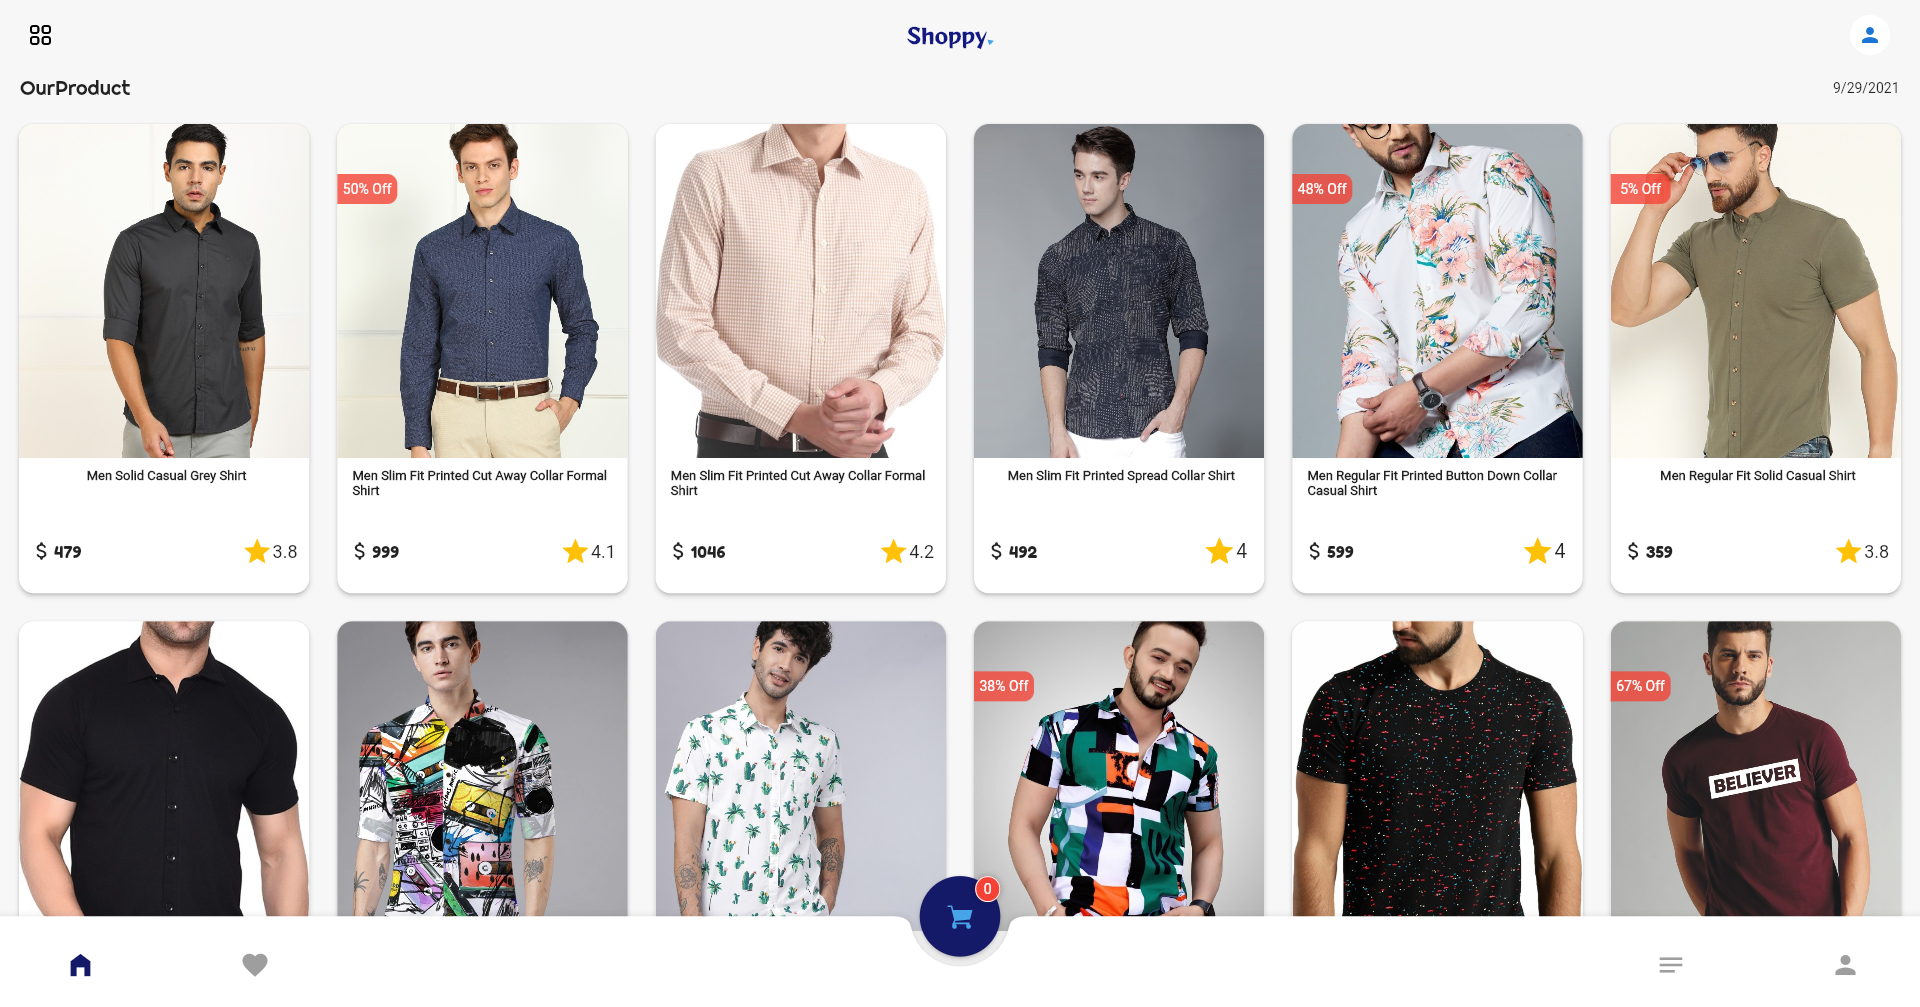 Shoppy
OurProduct
9/29/2021
50% Off
48% Off
5% Off
Men Solid Casual Grey Shirt
$ 479
3.8
Men Slim Fit Printed Cut Away Collar Formal
Shirt
$ 999
4.1
Men Slim Fit Printed Cut Away Collar Formal
Shirt
$ 1046
4.2
Men Slim Fit Printed Spread Collar Shirt
$ 492
4
Men Regular Fit Printed Button Down Collar
Casual Shirt
$ 599
4
Men Regular Fit Solid Casual Shirt
$ 359
3.8
38% Off
67% Off
BELIEVER
0